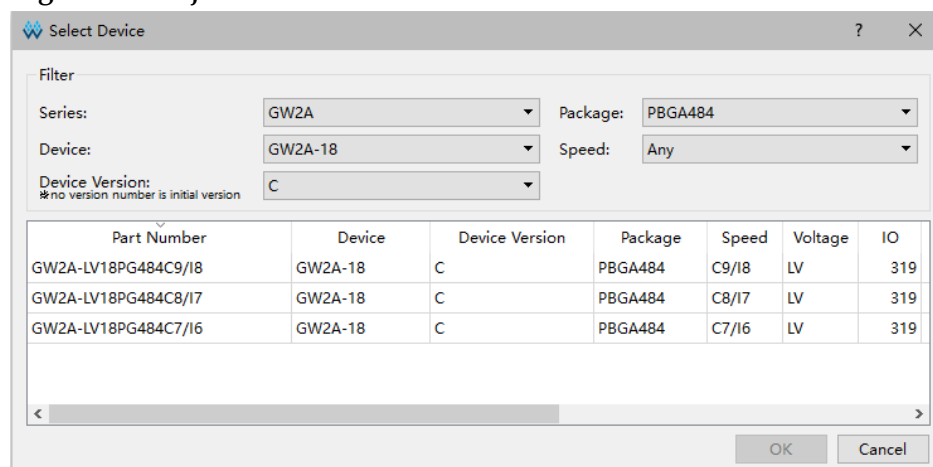 Select Device ? ×
Filter
Series: GW2A Package: PBGA484
Device: GW2A-18 Speed: Any
Device Version: C
*no version number is initial version
Part Number Device Device Version Package Speed Voltage IO
GW2A-LV18PG484C9/I8 GW2A-18 C PBGA484 C9/I8 LV 319
GW2A-LV18PG484C8/I7 GW2A-18 C PBGA484 C8/I7 LV 319
GW2A-LV18PG484C7/I6 GW2A-18 C PBGA484 C7/I6 LV 319
OK Cancel